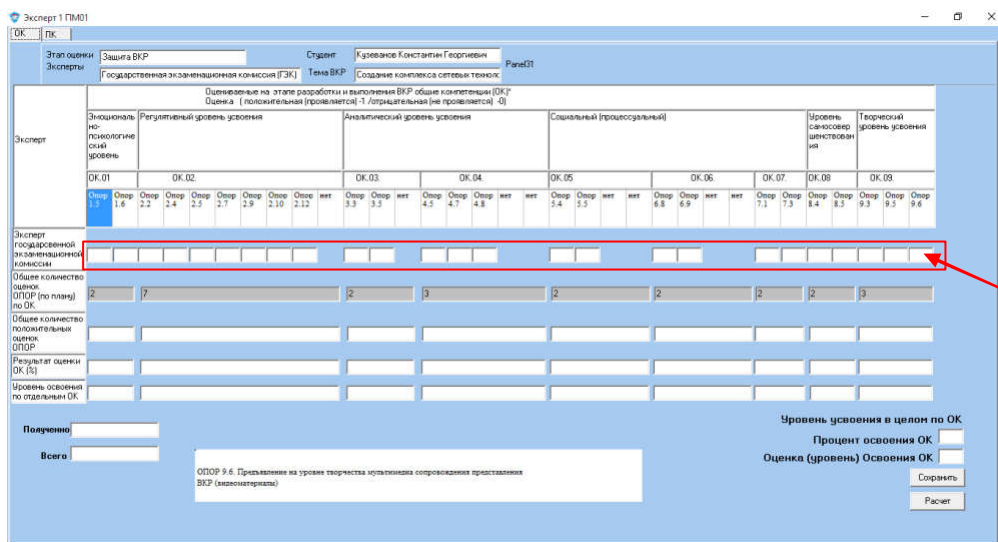 Эксперт 1 ПМ01
ОК ПК
Этап оценки Защита ВКР Студент Кузеванов Константин Георгиевич
Эксперты Государственная экзаменационная комиссия (ГЭК) Тема ВКР Создание комплекса сетевых технолс Panel31
Оцениваемые на этапе разработки и выполнения ВКР общие компетенции (ОК)*
Оценка ( положительная (проявляется) -1 /отрицательная (не проявляется) -0)
Эксперт
Эмоциональ
но-
психологиче
ский
уровень
Регулятивный уровень усвоения
Аналитический уровень усвоения
Социальный (процессуальный)
Уровень
самосовер
шенствован
ия
Творческий
уровень усвоения
ОК.01 ОК.02. ОК.03. ОК.04. ОК.05 ОК.06. ОК.07. ОК.08 ОК.09.
Опор Опор Опор Опор Опор Опор Опор Опор Опор нет Опор Опор нет Опор Опор Опор нет нет Опор Опор нет нет Опор Опор нет нет Опор Опор Опор Опор Опор Опор Опор
1.5 1.6 2.2 2.4 2.5 2.7 2.9 2.10 2.12 3.3 3.5 4.5 4.7 4.8 5.4 5.5 6.8 6.9 7.1 7.3 8.4 8.5 9.3 9.5 9.6
Эксперт
государсвенной
экзаменационной
комиссии
Общее количество
оценок
ОПОР (по плану)
по ОК
2 7 2 3 2 2 2 2 3
Общее количество
положительных
оценок
ОПОР
Результат оценки
ОК (%)
Уровень освоения
по отдельным ОК
Полученно
Всего
ОПОР 9.6. Предъявление на уровне творчества мультимедиа сопровождения представления
ВКР (видеоматериалы)
Уровень усвоения в целом по ОК
Процент освоения ОК
Оценка (уровень) Освоения ОК
Сохранить
Расчет